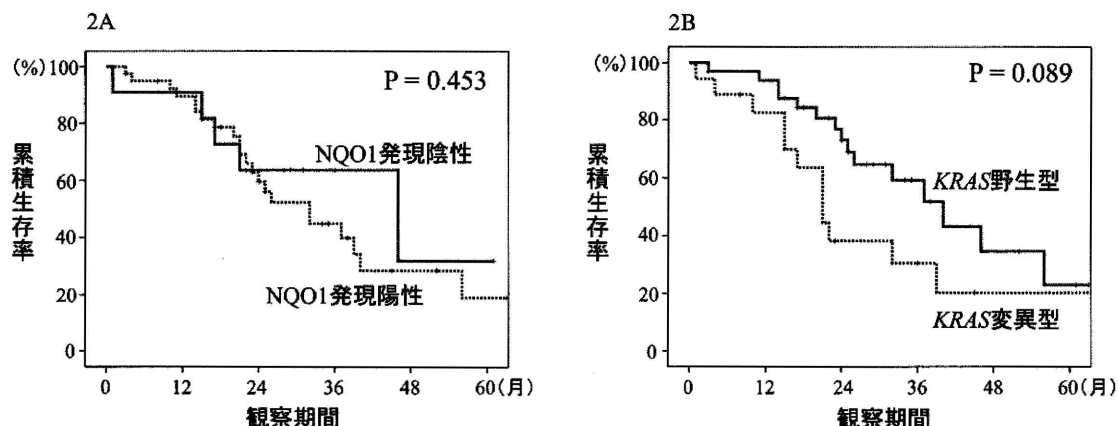 2A
(%)
100
80
60
40
20
0
累積生存率
P = 0.453
NQO1発現陰性
NQO1発現陽性
0 12 24 36 48 60(月)
観察期間
2B
(%)
100
80
60
40
20
0
累積生存率
P = 0.089
KRAS野生型
KRAS変異型
0 12 24 36 48 60(月)
観察期間